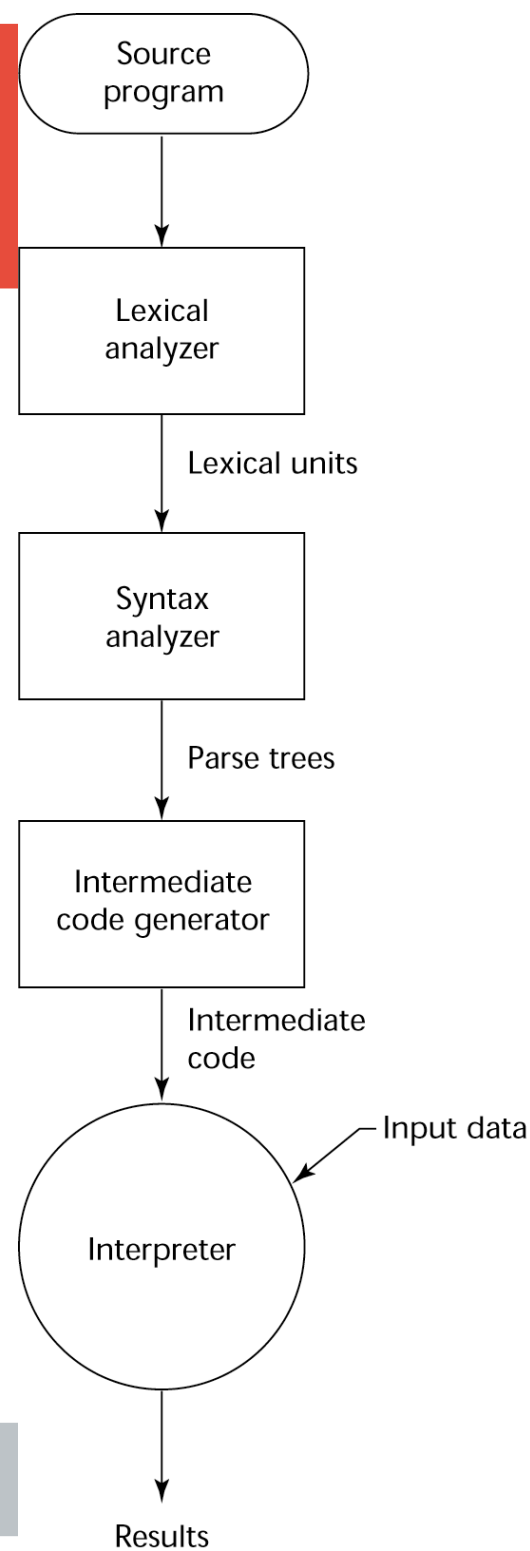 Source
program
Lexical
analyzer
Lexical units
Syntax
analyzer
Parse trees
Intermediate
code generator
Intermediate
code
Input data
Interpreter
Results